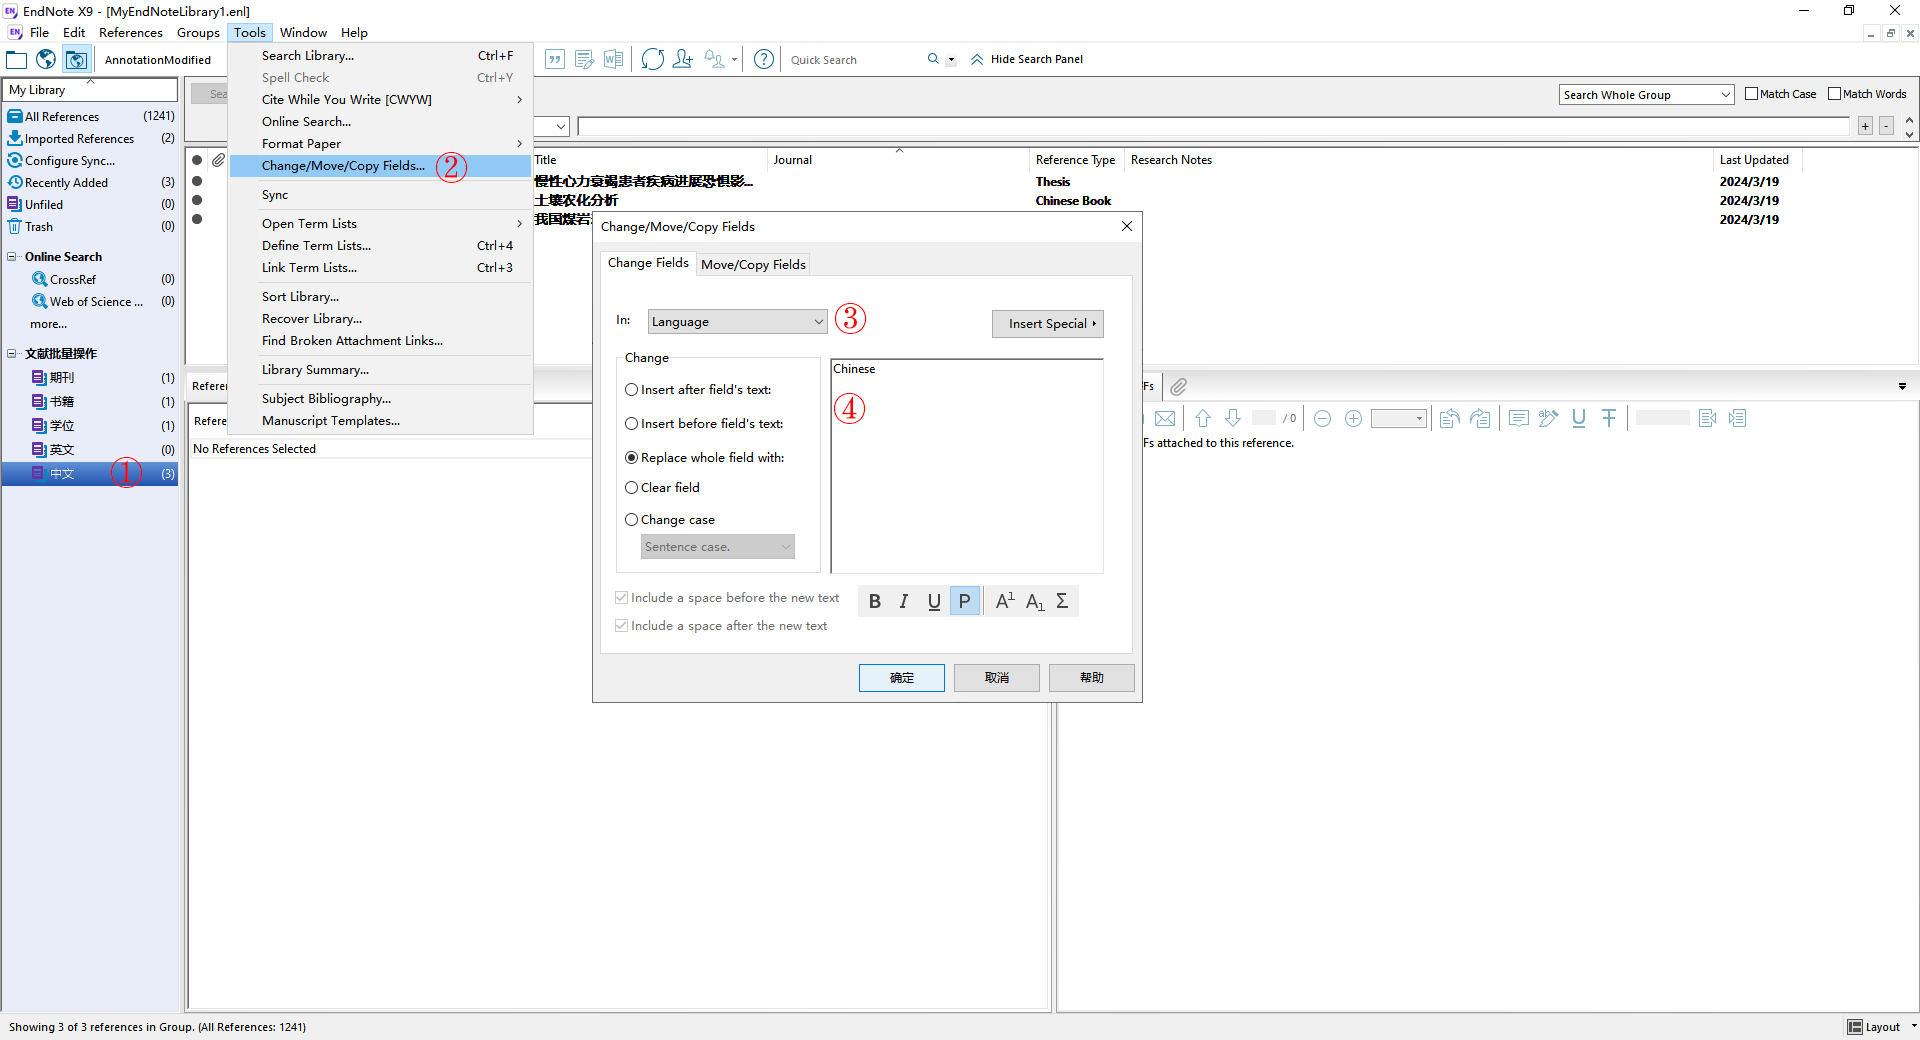 EndNote X9 - [MyEndNoteLibrary1.enl]
File Edit References Groups Tools Window Help
AnnotationModified
Quick Search
Hide Search Panel
My Library
All References (1241)
Imported References (2)
Configure Sync...
Recently Added (3)
Unfiled (0)
Trash (0)
Online Search
CrossRef (0)
Web of Science ... (0)
more...
文献批量操作
期刊 (1)
书籍 (1)
学位 (1)
英文 (0)
中文 ① (3)
Search Library... Ctrl+F
Spell Check Ctrl+Y
Cite While You Write [CWYW]
Online Search...
Format Paper
Change/Move/Copy Fields... ②
Sync
Open Term Lists
Define Term Lists... Ctrl+4
Link Term Lists... Ctrl+3
Sort Library...
Recover Library...
Find Broken Attachment Links...
Library Summary...
Subject Bibliography...
Manuscript Templates...
Sea
Search Whole Group
Match Case
Match Words
+ -
Title Journal Reference Type Research Notes Last Updated
慢性心力衰竭患者疾病进展恐惧影... Thesis 2024/3/19
土壤农化分析 Chinese Book 2024/3/19
我国煤岩 2024/3/19
Change/Move/Copy Fields
Change Fields Move/Copy Fields
In: Language ③ Insert Special
Change
Insert after field's text:
Insert before field's text:
Replace whole field with:
Clear field
Change case
Sentence case.
Chinese
④
Include a space before the new text
Include a space after the new text
B I U P A1 A1 Σ
确定 取消 帮助
Refere
Refere
No References Selected
Fs
/ 0
Fs attached to this reference.
Showing 3 of 3 references in Group. (All References: 1241)
Layout